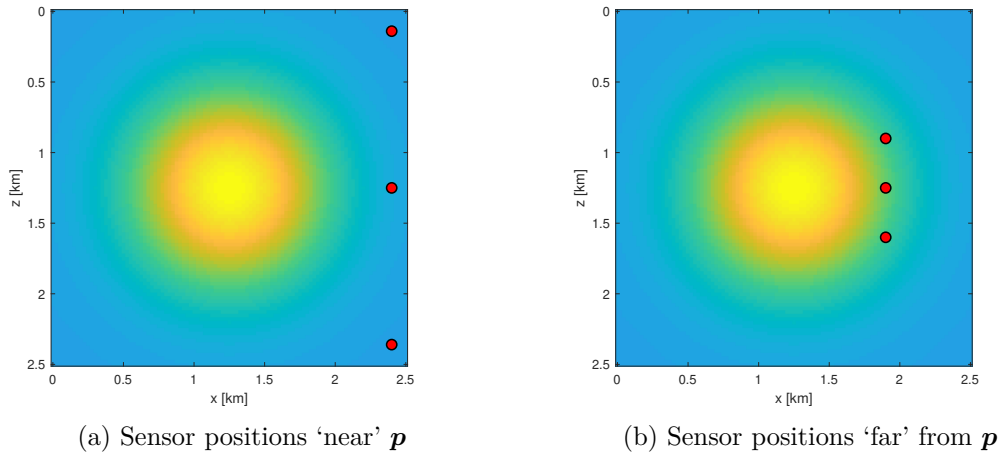 0
0.5
1
1.5
2
2.5
z [km]
0 0.5 1 1.5 2 2.5
x [km]
(a) Sensor positions ‘near’ p
0
0.5
1
1.5
2
2.5
z [km]
0 0.5 1 1.5 2 2.5
x [km]
(b) Sensor positions ‘far’ from p